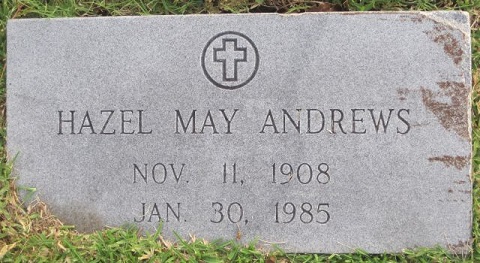 HAZEL MAY ANDREWS
NOV. 11, 1908
JAN. 30, 1985